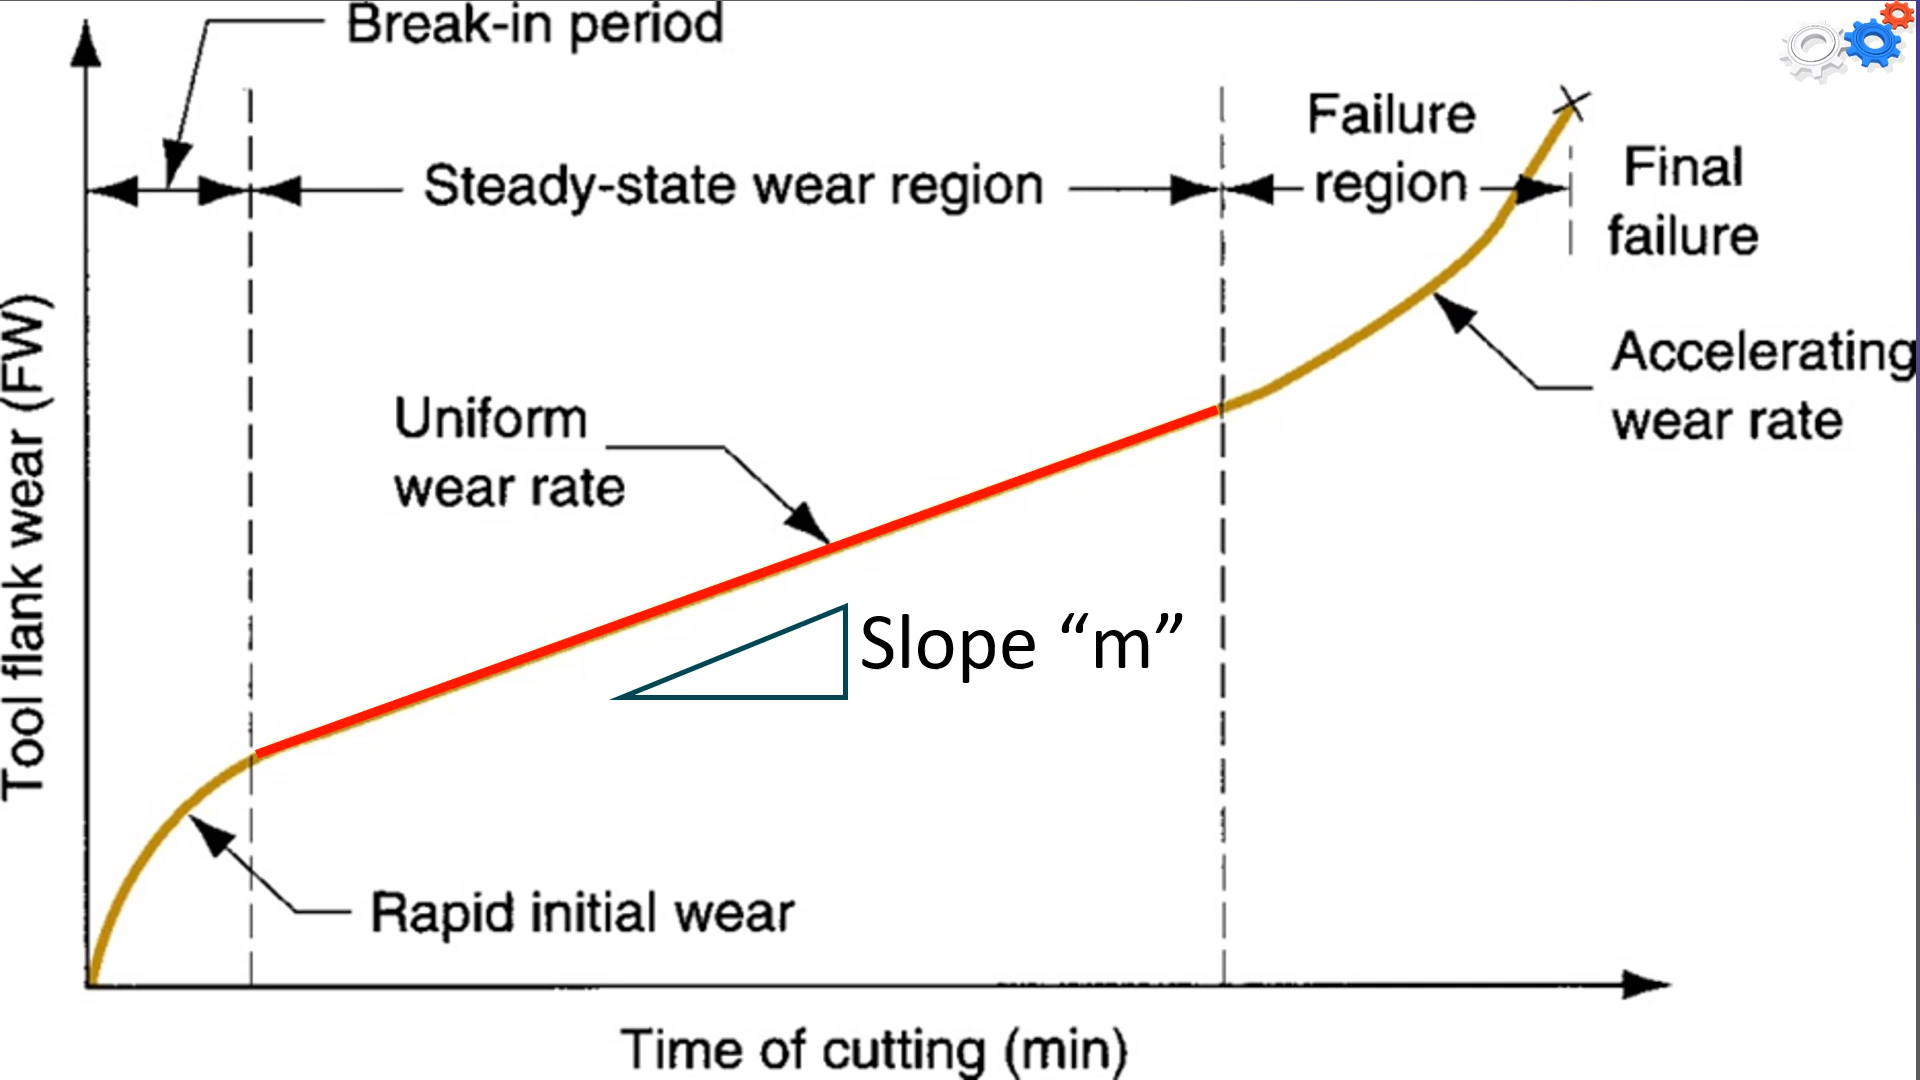 Break-in period
Steady-state wear region
Failure
region
Final
failure
Accelerating
wear rate
Uniform
wear rate
Slope “m”
Rapid initial wear
Tool flank wear (FW)
Time of cutting (min)